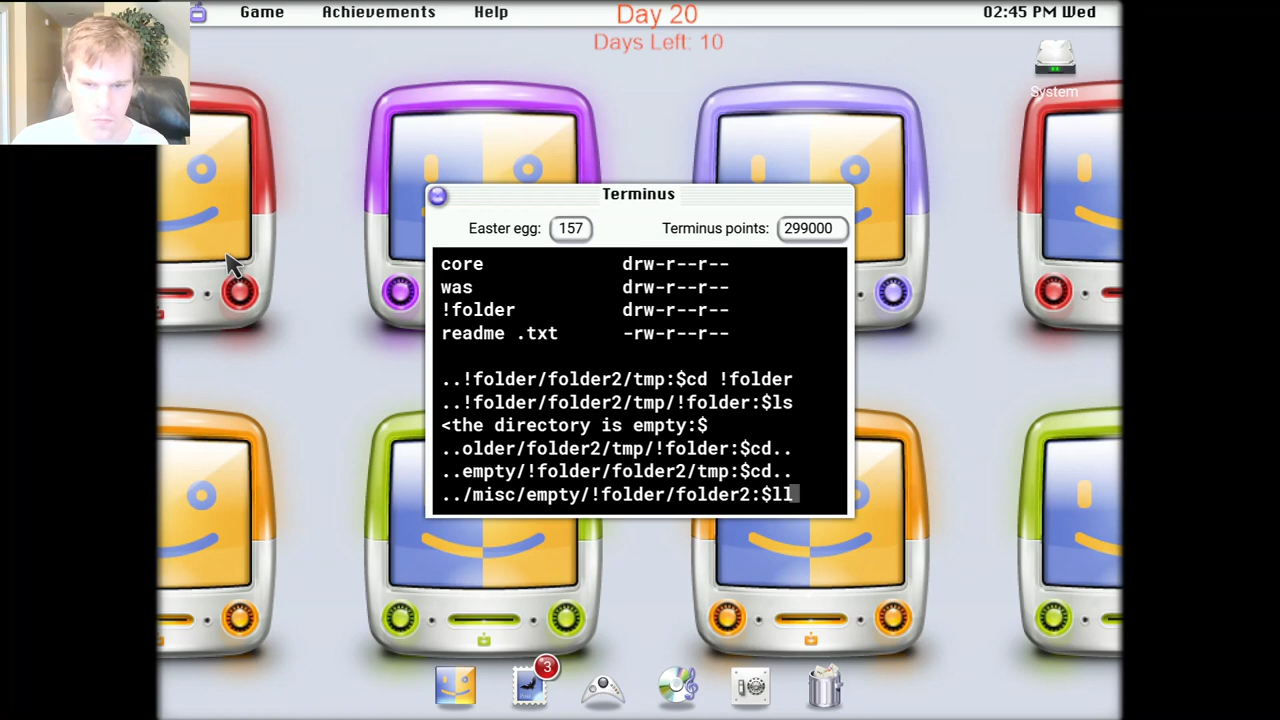 Game Achievements Help
Day 20
02:45 PM Wed
Days Left: 10
System
Terminus
Easter egg: 157 Terminus points: 299000
core drw-r--r--
was drw-r--r--
!folder drw-r--r--
readme .txt -rw-r--r--
..!folder/folder2/tmp:$cd !folder
..!folder/folder2/tmp/!folder:$ls
<the directory is empty:$
..older/folder2/tmp/!folder:$cd..
..empty/!folder/folder2/tmp:$cd..
../misc/empty/!folder/folder2:$ll
3